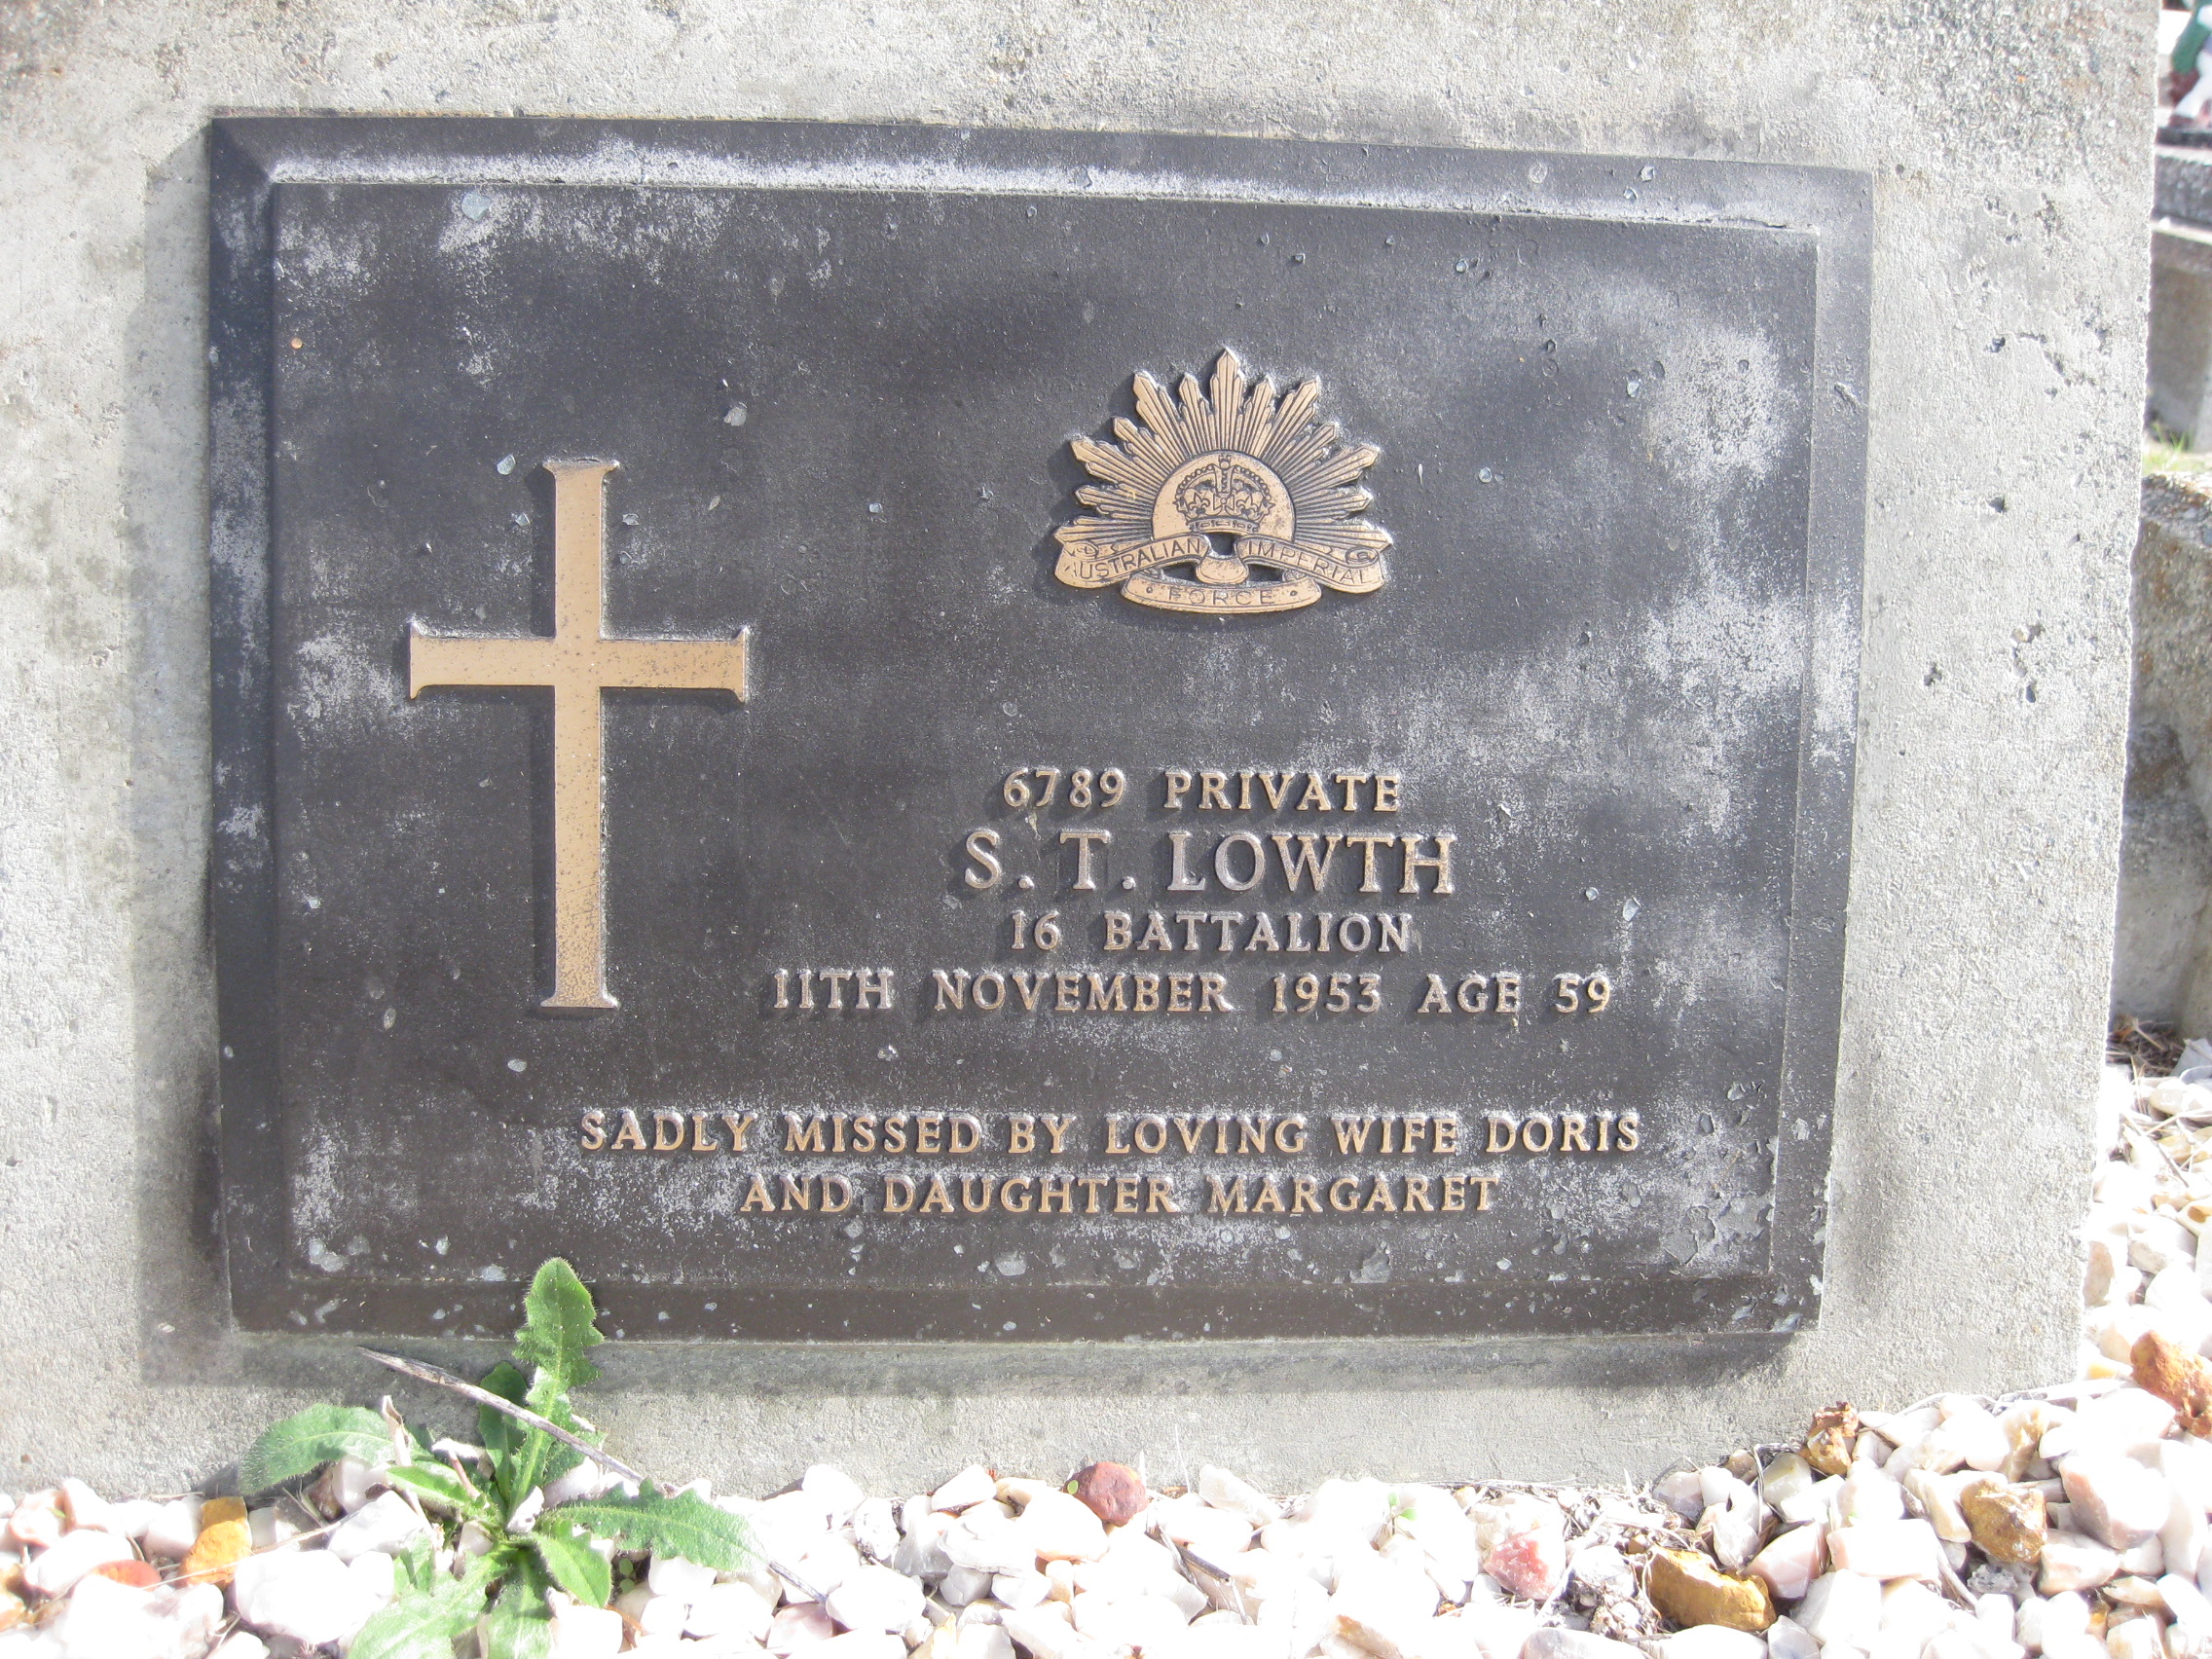 AUSTRALIAN IMPERIAL
· FORCE ·
6789 PRIVATE
S. T. LOWTH
16 BATTALION
11TH NOVEMBER 1953 AGE 59
SADLY MISSED BY LOVING WIFE DORIS
AND DAUGHTER MARGARET